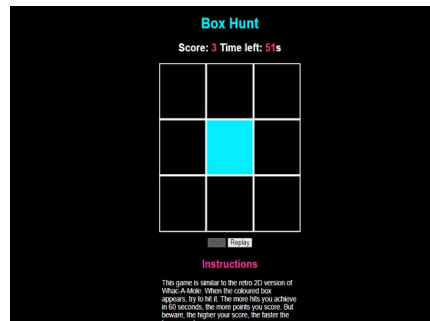 Box Hunt
Score: 3 Time left: 51s
Replay
Instructions
This game is similar to the retro 2D version of
Whac-A-Mole. When the coloured box
appears, try to hit it. The more hits you achieve
in 60 seconds, the more points you score. But
beware, the higher your score, the faster the